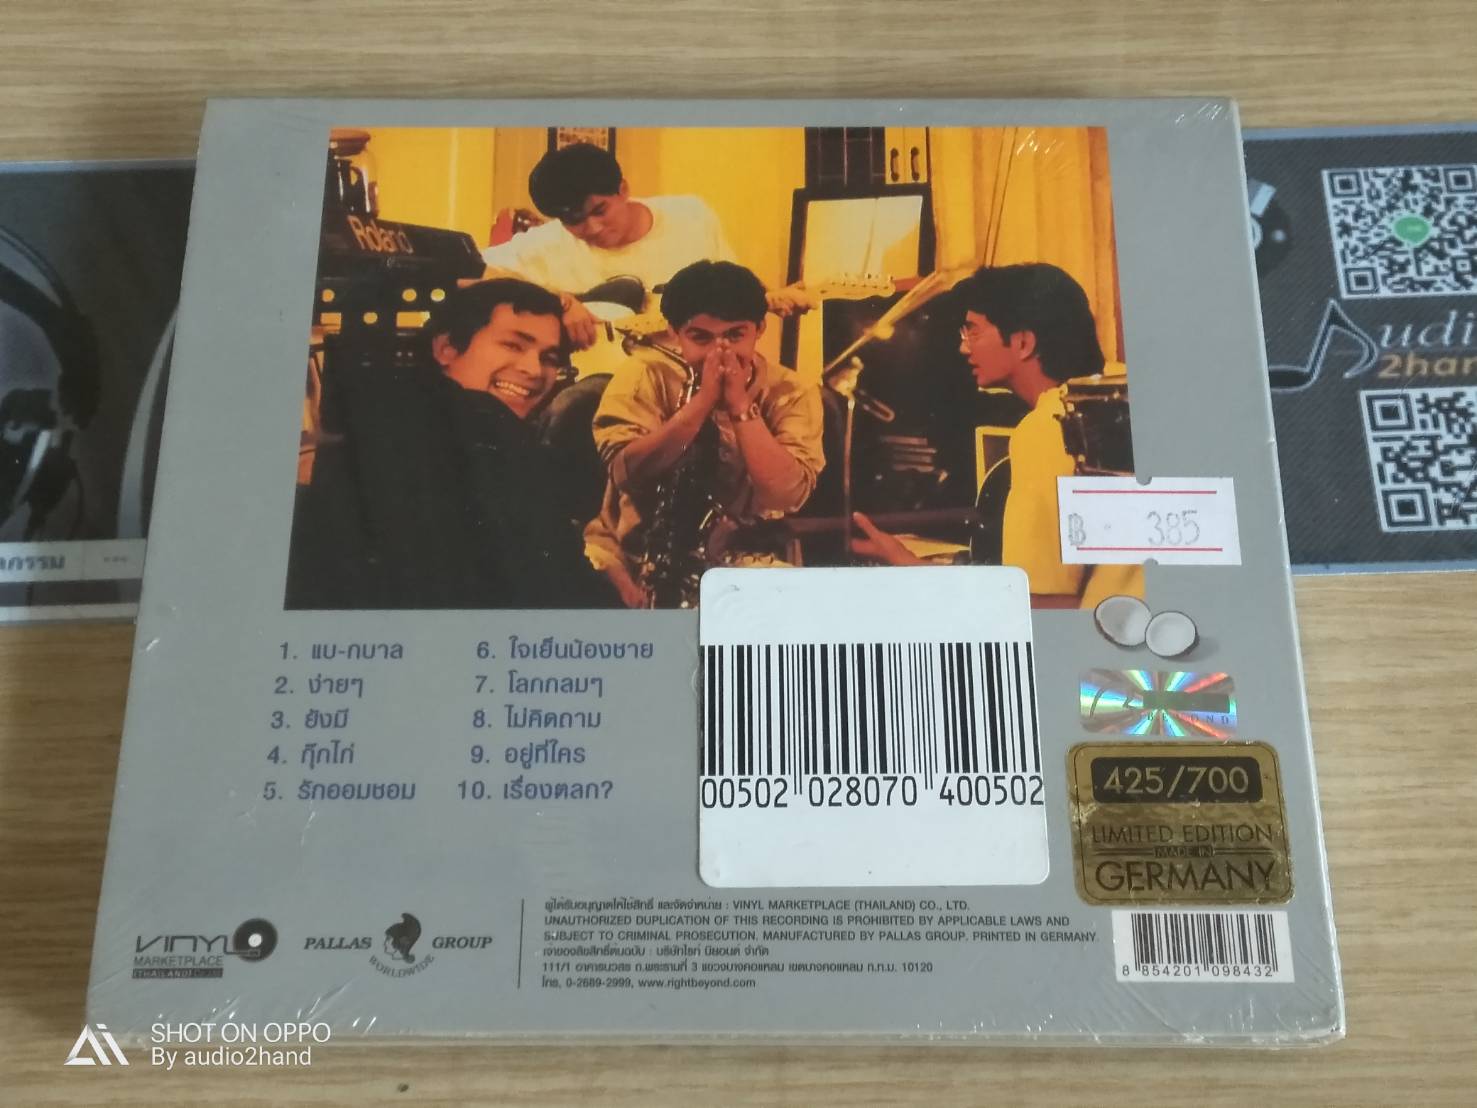 Roland
udi
2han
฿ 385
1. แบ-กบาล
2. ง่ายๆ
3. ยังมี
4. กุ๊กไก่
5. รักออมชอม
6. ใจเย็นน้องชาย
7. โลกกลมๆ
8. ไม่คิดถาม
9. อยู่ที่ใคร
10. เรื่องตลก?
00502 028070 400502
BEYOND
425/700
LIMITED EDITION
MADE IN
GERMANY
VINYL
MARKETPLACE
(THAILAND)
PALLAS GROUP
WORLDWIDE
ผู้ได้รับอนุญาตให้ใช้สิทธิ์ และจัดจำหน่าย : VINYL MARKETPLACE (THAILAND) CO., LTD.
UNAUTHORIZED DUPLICATION OF THIS RECORDING IS PROHIBITED BY APPLICABLE LAWS AND
SUBJECT TO CRIMINAL PROSECUTION. MANUFACTURED BY PALLAS GROUP. PRINTED IN GERMANY.
เจ้าของลิขสิทธิ์ต้นฉบับ : บริษัทไรท์ บียอนด์ จำกัด
111/1 อาคารนวสร ถ.พระรามที่ 3 แขวงบางคอแหลม เขตบางคอแหลม ก.ท.ม. 10120
โทร. 0-2689-2999, www.rightbeyond.com
8 854201 098432
SHOT ON OPPO
By audio2hand